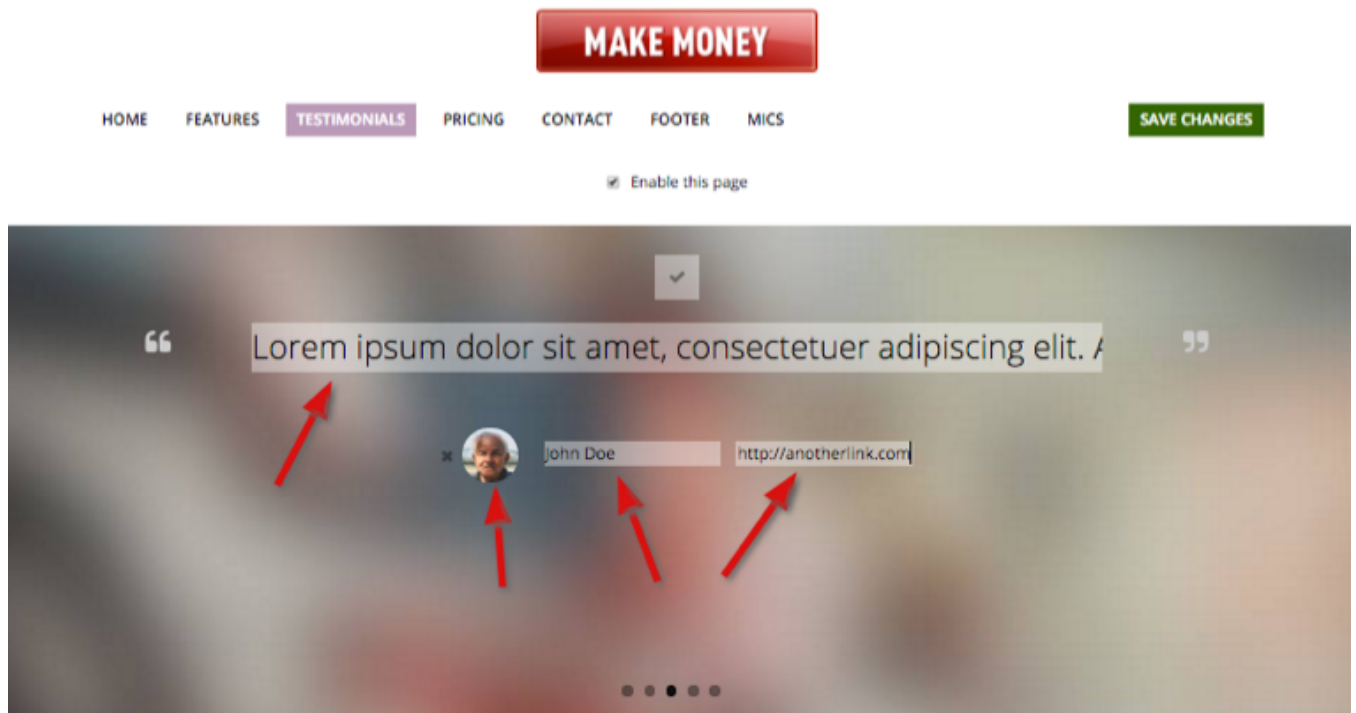 MAKE MONEY
HOME FEATURES TESTIMONIALS PRICING CONTACT FOOTER MICS SAVE CHANGES
Enable this page
“ Lorem ipsum dolor sit amet, consectetuer adipiscing elit. ”
John Doe http://anotherlink.com